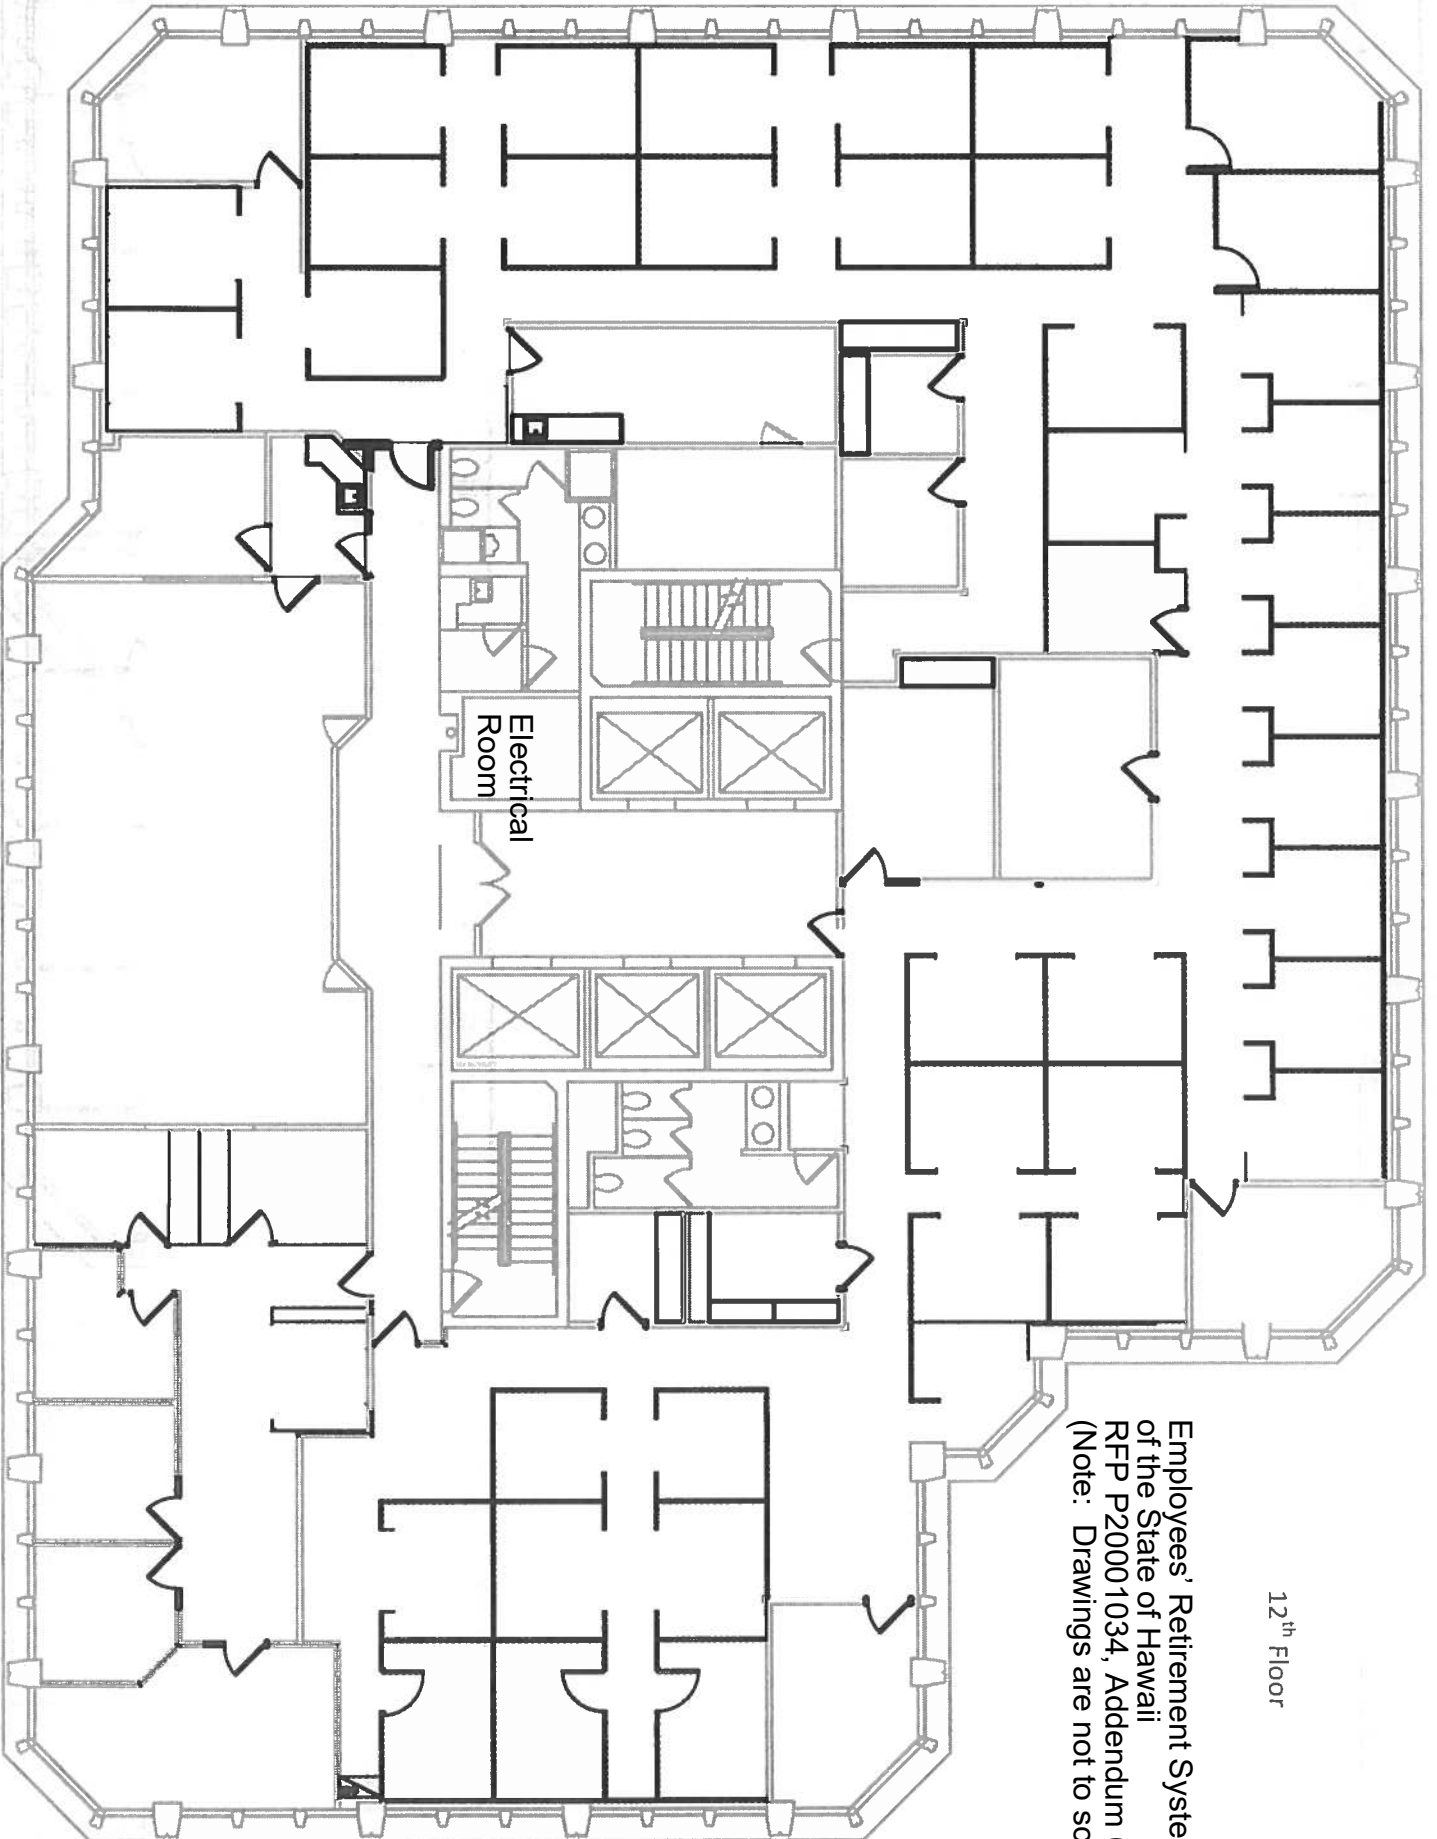 12th Floor
Employees’ Retirement Syste
of the State of Hawaii
RFP P20001034, Addendum
(Note: Drawings are not to sc
Electrical
Room